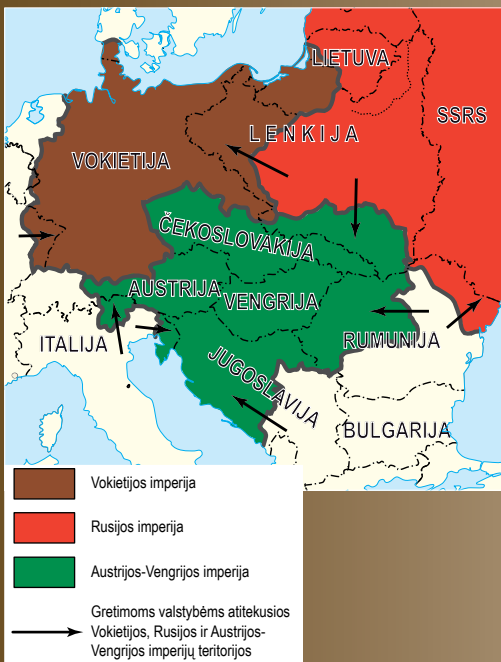 LIETUVA
SSRS
LENKIJA
VOKIETIJA
ČEKOSLOVAKIJA
AUSTRIJA
VENGRIJA
ITALIJA
RUMUNIJA
JUGOSLAVIJA
BULGARIJA
Vokietijos imperija
Rusijos imperija
Austrijos-Vengrijos imperija
Gretimoms valstybėms atitekusios
Vokietijos, Rusijos ir Austrijos-
Vengrijos imperijų teritorijos